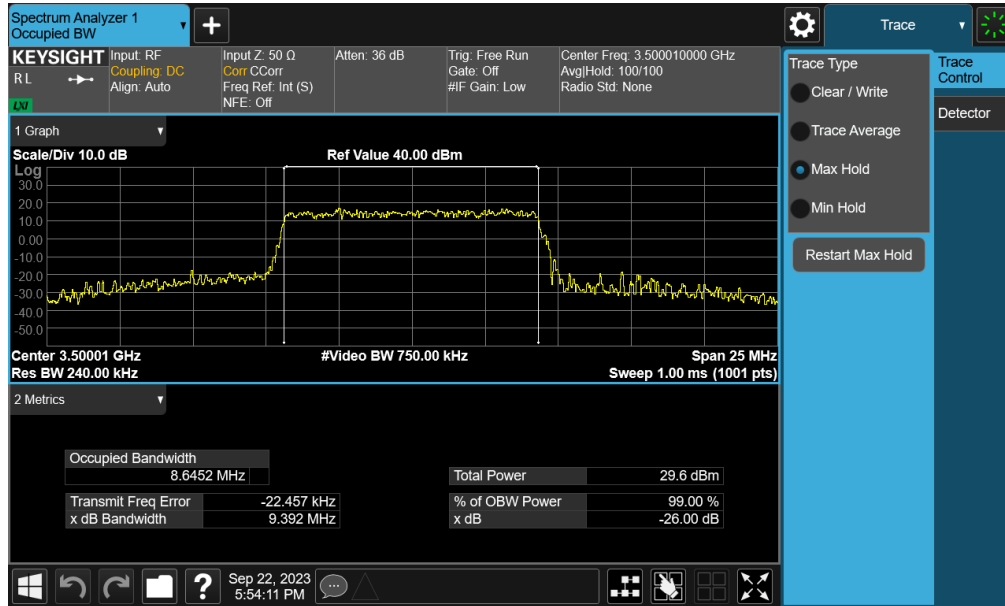 Spectrum Analyzer 1
Occupied BW
+
Trace
KEYSIGHT
R L
LXI
Input: RF
Coupling: DC
Align: Auto
Input Z: 50 Ω
Corr CCorr
Freq Ref: Int (S)
NFE: Off
Atten: 36 dB
Trig: Free Run
Gate: Off
#IF Gain: Low
Center Freq: 3.500010000 GHz
Avg|Hold: 100/100
Radio Std: None
1 Graph
Scale/Div 10.0 dB
Ref Value 40.00 dBm
Log
30.0
20.0
10.0
0.00
-10.0
-20.0
-30.0
-40.0
-50.0
Center 3.50001 GHz
#Video BW 750.00 kHz
Span 25 MHz
Res BW 240.00 kHz
Sweep 1.00 ms (1001 pts)
2 Metrics
Occupied Bandwidth
8.6452 MHz
Total Power 29.6 dBm
Transmit Freq Error -22.457 kHz
% of OBW Power 99.00 %
x dB Bandwidth 9.392 MHz
x dB -26.00 dB
?
Sep 22, 2023
5:54:11 PM
Trace Type
Clear / Write
Trace Average
Max Hold
Min Hold
Restart Max Hold
Trace
Control
Detector